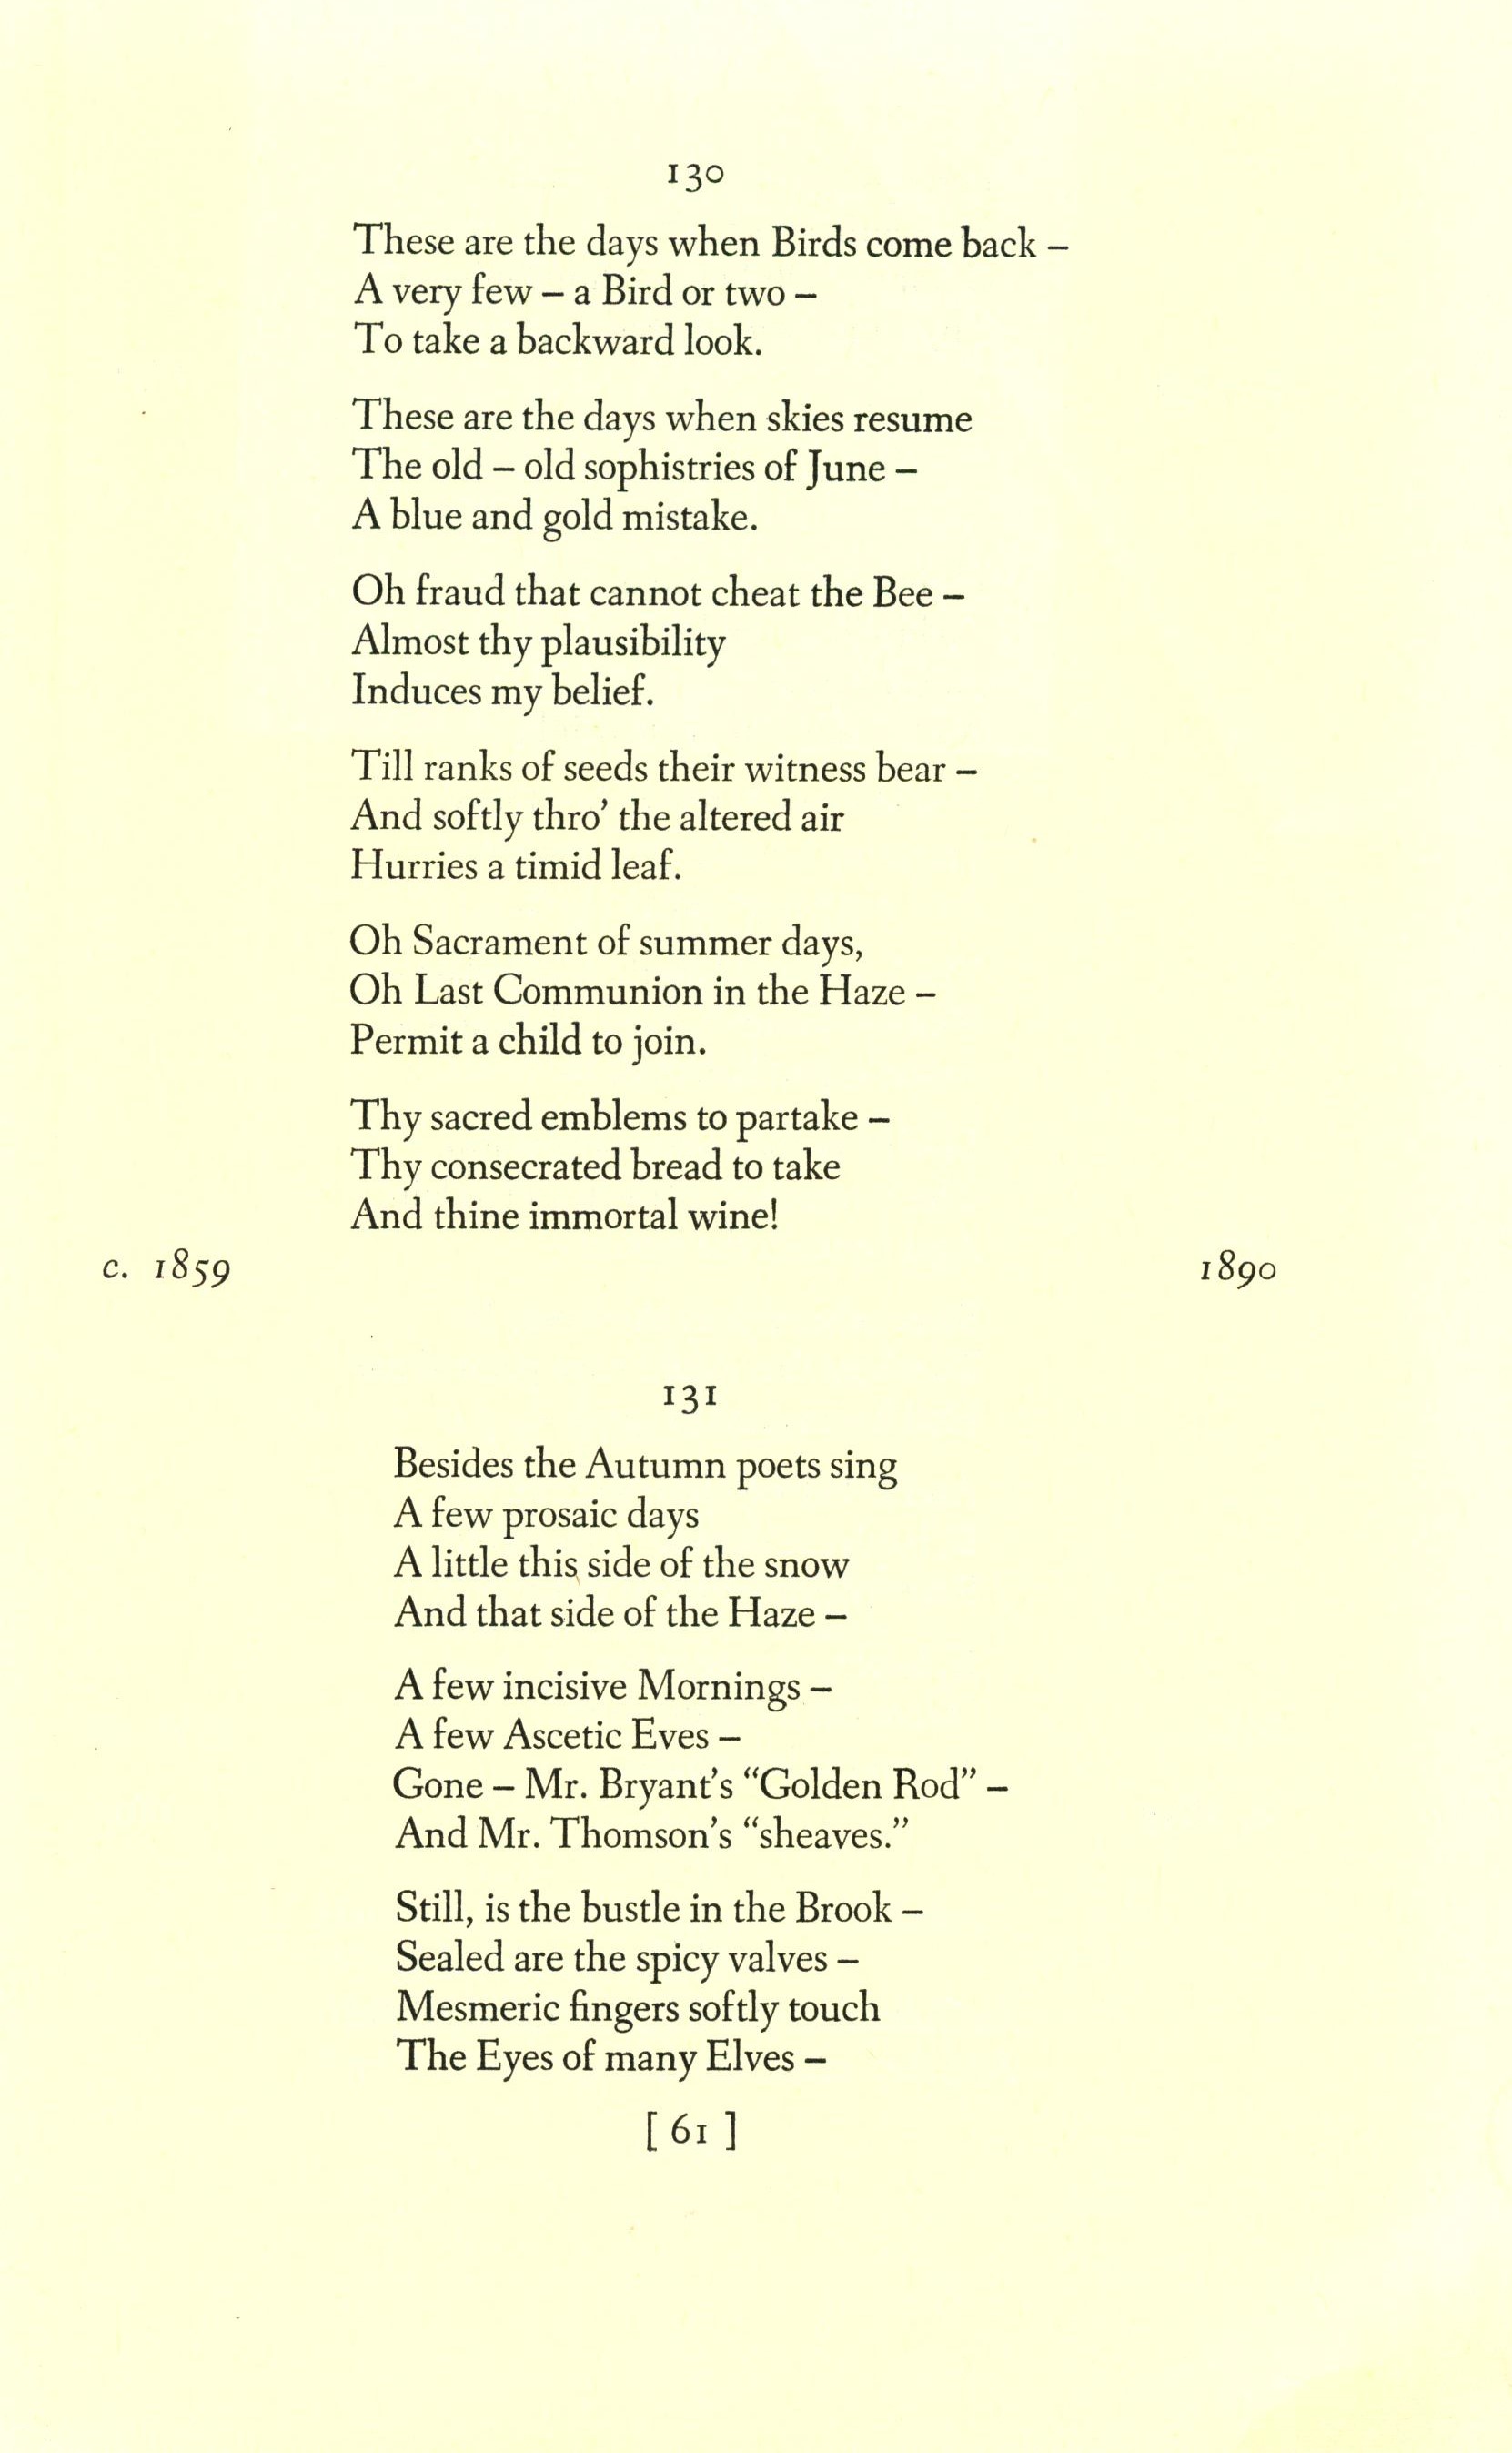 130
These are the days when Birds come back –
A very few – a Bird or two –
To take a backward look.
These are the days when skies resume
The old – old sophistries of June –
A blue and gold mistake.
Oh fraud that cannot cheat the Bee –
Almost thy plausibility
Induces my belief.
Till ranks of seeds their witness bear –
And softly thro' the altered air
Hurries a timid leaf.
Oh Sacrament of summer days,
Oh Last Communion in the Haze –
Permit a child to join.
Thy sacred emblems to partake –
Thy consecrated bread to take
And thine immortal wine!
c. 1859 1890
131
Besides the Autumn poets sing
A few prosaic days
A little this side of the snow
And that side of the Haze –
A few incisive Mornings –
A few Ascetic Eves –
Gone – Mr. Bryant's “Golden Rod” –
And Mr. Thomson's “sheaves.”
Still, is the bustle in the Brook –
Sealed are the spicy valves –
Mesmeric fingers softly touch
The Eyes of many Elves –
[ 61 ]